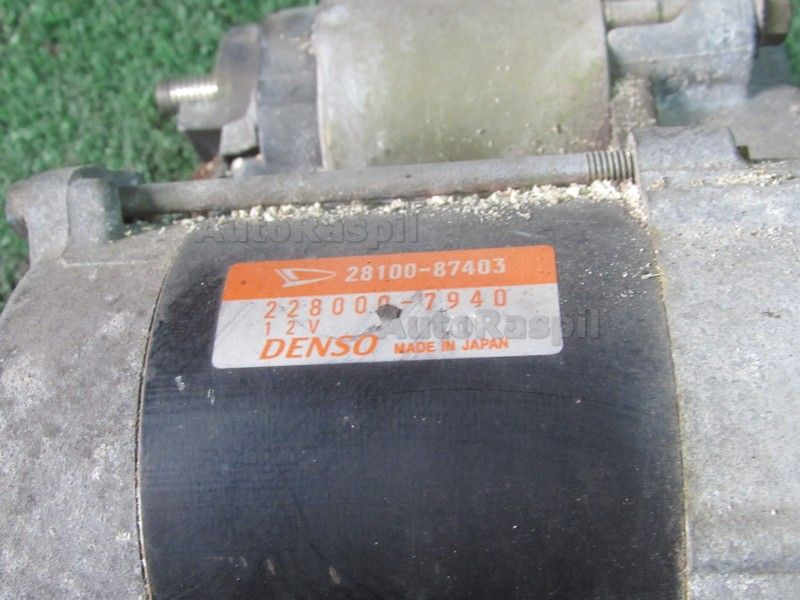 AutoRaspil
28100-87403
228000-7940
12V
AutoRaspil
DENSO MADE IN JAPAN